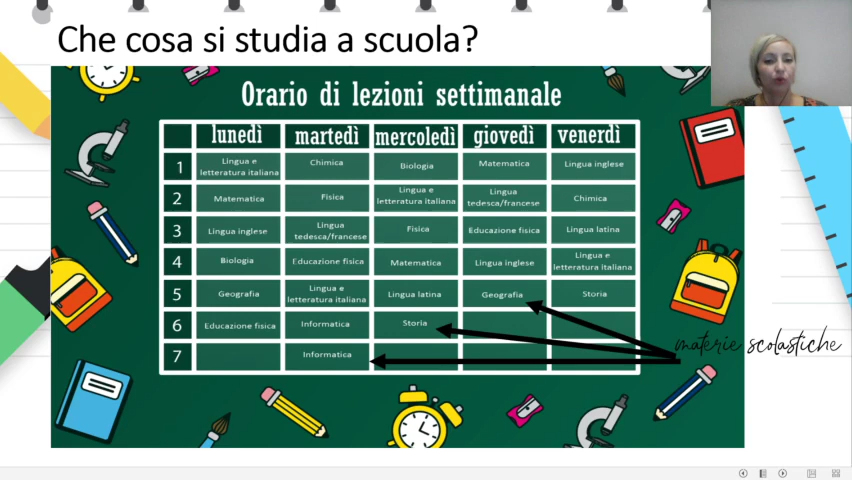 Che cosa si studia a scuola?
Orario di lezioni settimanale
lunedì martedì mercoledì giovedì venerdì
1 Lingua e letteratura italiana Chimica Biologia Matematica Lingua inglese
2 Matematica Fisica Lingua e letteratura italiana Lingua tedesca/francese Chimica
3 Lingua inglese Lingua tedesca/francese Fisica Educazione fisica Lingua latina
4 Biologia Educazione fisica Matematica Lingua inglese Lingua e letteratura italiana
5 Geografia Lingua e letteratura italiana Lingua latina Geografia Storia
6 Educazione fisica Informatica Storia
7 Informatica
materie scolastiche